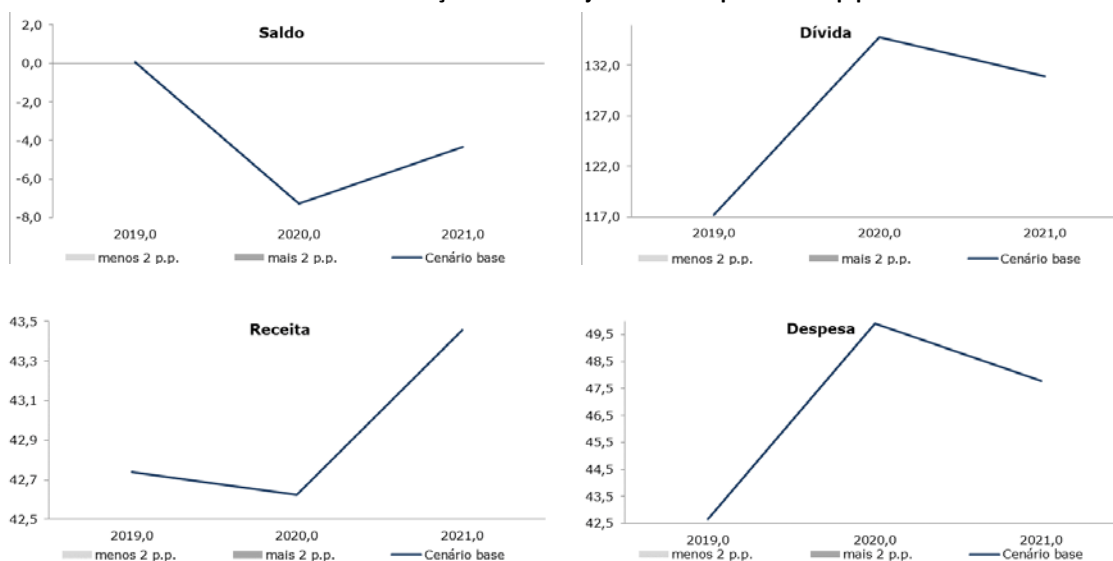 Saldo
2,0
0,0
-2,0
-4,0
-6,0
-8,0
2019,0 2020,0 2021,0
menos 2 p.p. mais 2 p.p. Cenário base
Dívida
132,0
127,0
122,0
117,0
2019,0 2020,0 2021,0
menos 2 p.p. mais 2 p.p. Cenário base
Receita
43,5
43,3
43,1
42,9
42,7
42,5
2019,0 2020,0 2021,0
menos 2 p.p. mais 2 p.p. Cenário base
Despesa
49,5
48,5
47,5
46,5
45,5
44,5
43,5
42,5
2019,0 2020,0 2021,0
menos 2 p.p. mais 2 p.p. Cenário base